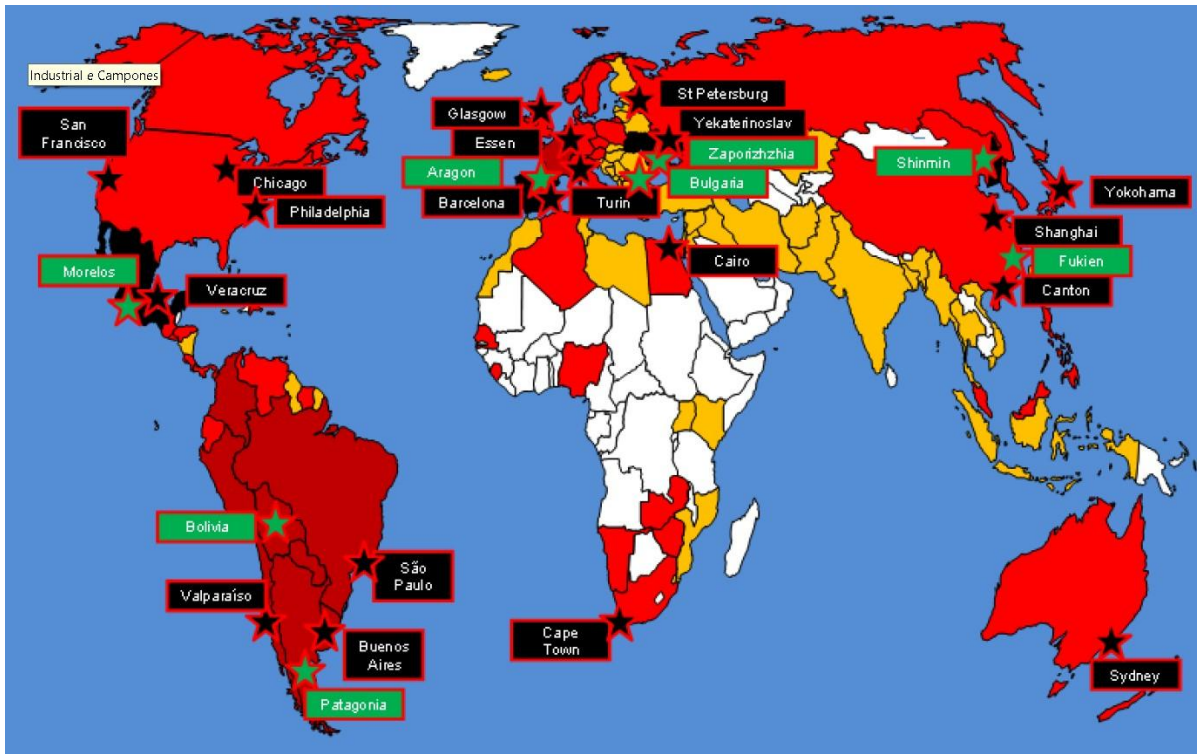 Industrial e Campones
San
Francisco
Chicago
Philadelphia
Morelos
Veracruz
Glasgow
Essen
Aragon
Barcelona
St Petersburg
Yekaterinoslav
Zaporizhzhia
Bulgaria
Turin
Cairo
Shinmin
Yokohama
Shanghai
Fukien
Canton
Bolivia
São
Paulo
Valparaíso
Buenos
Aires
Patagonia
Cape
Town
Sydney